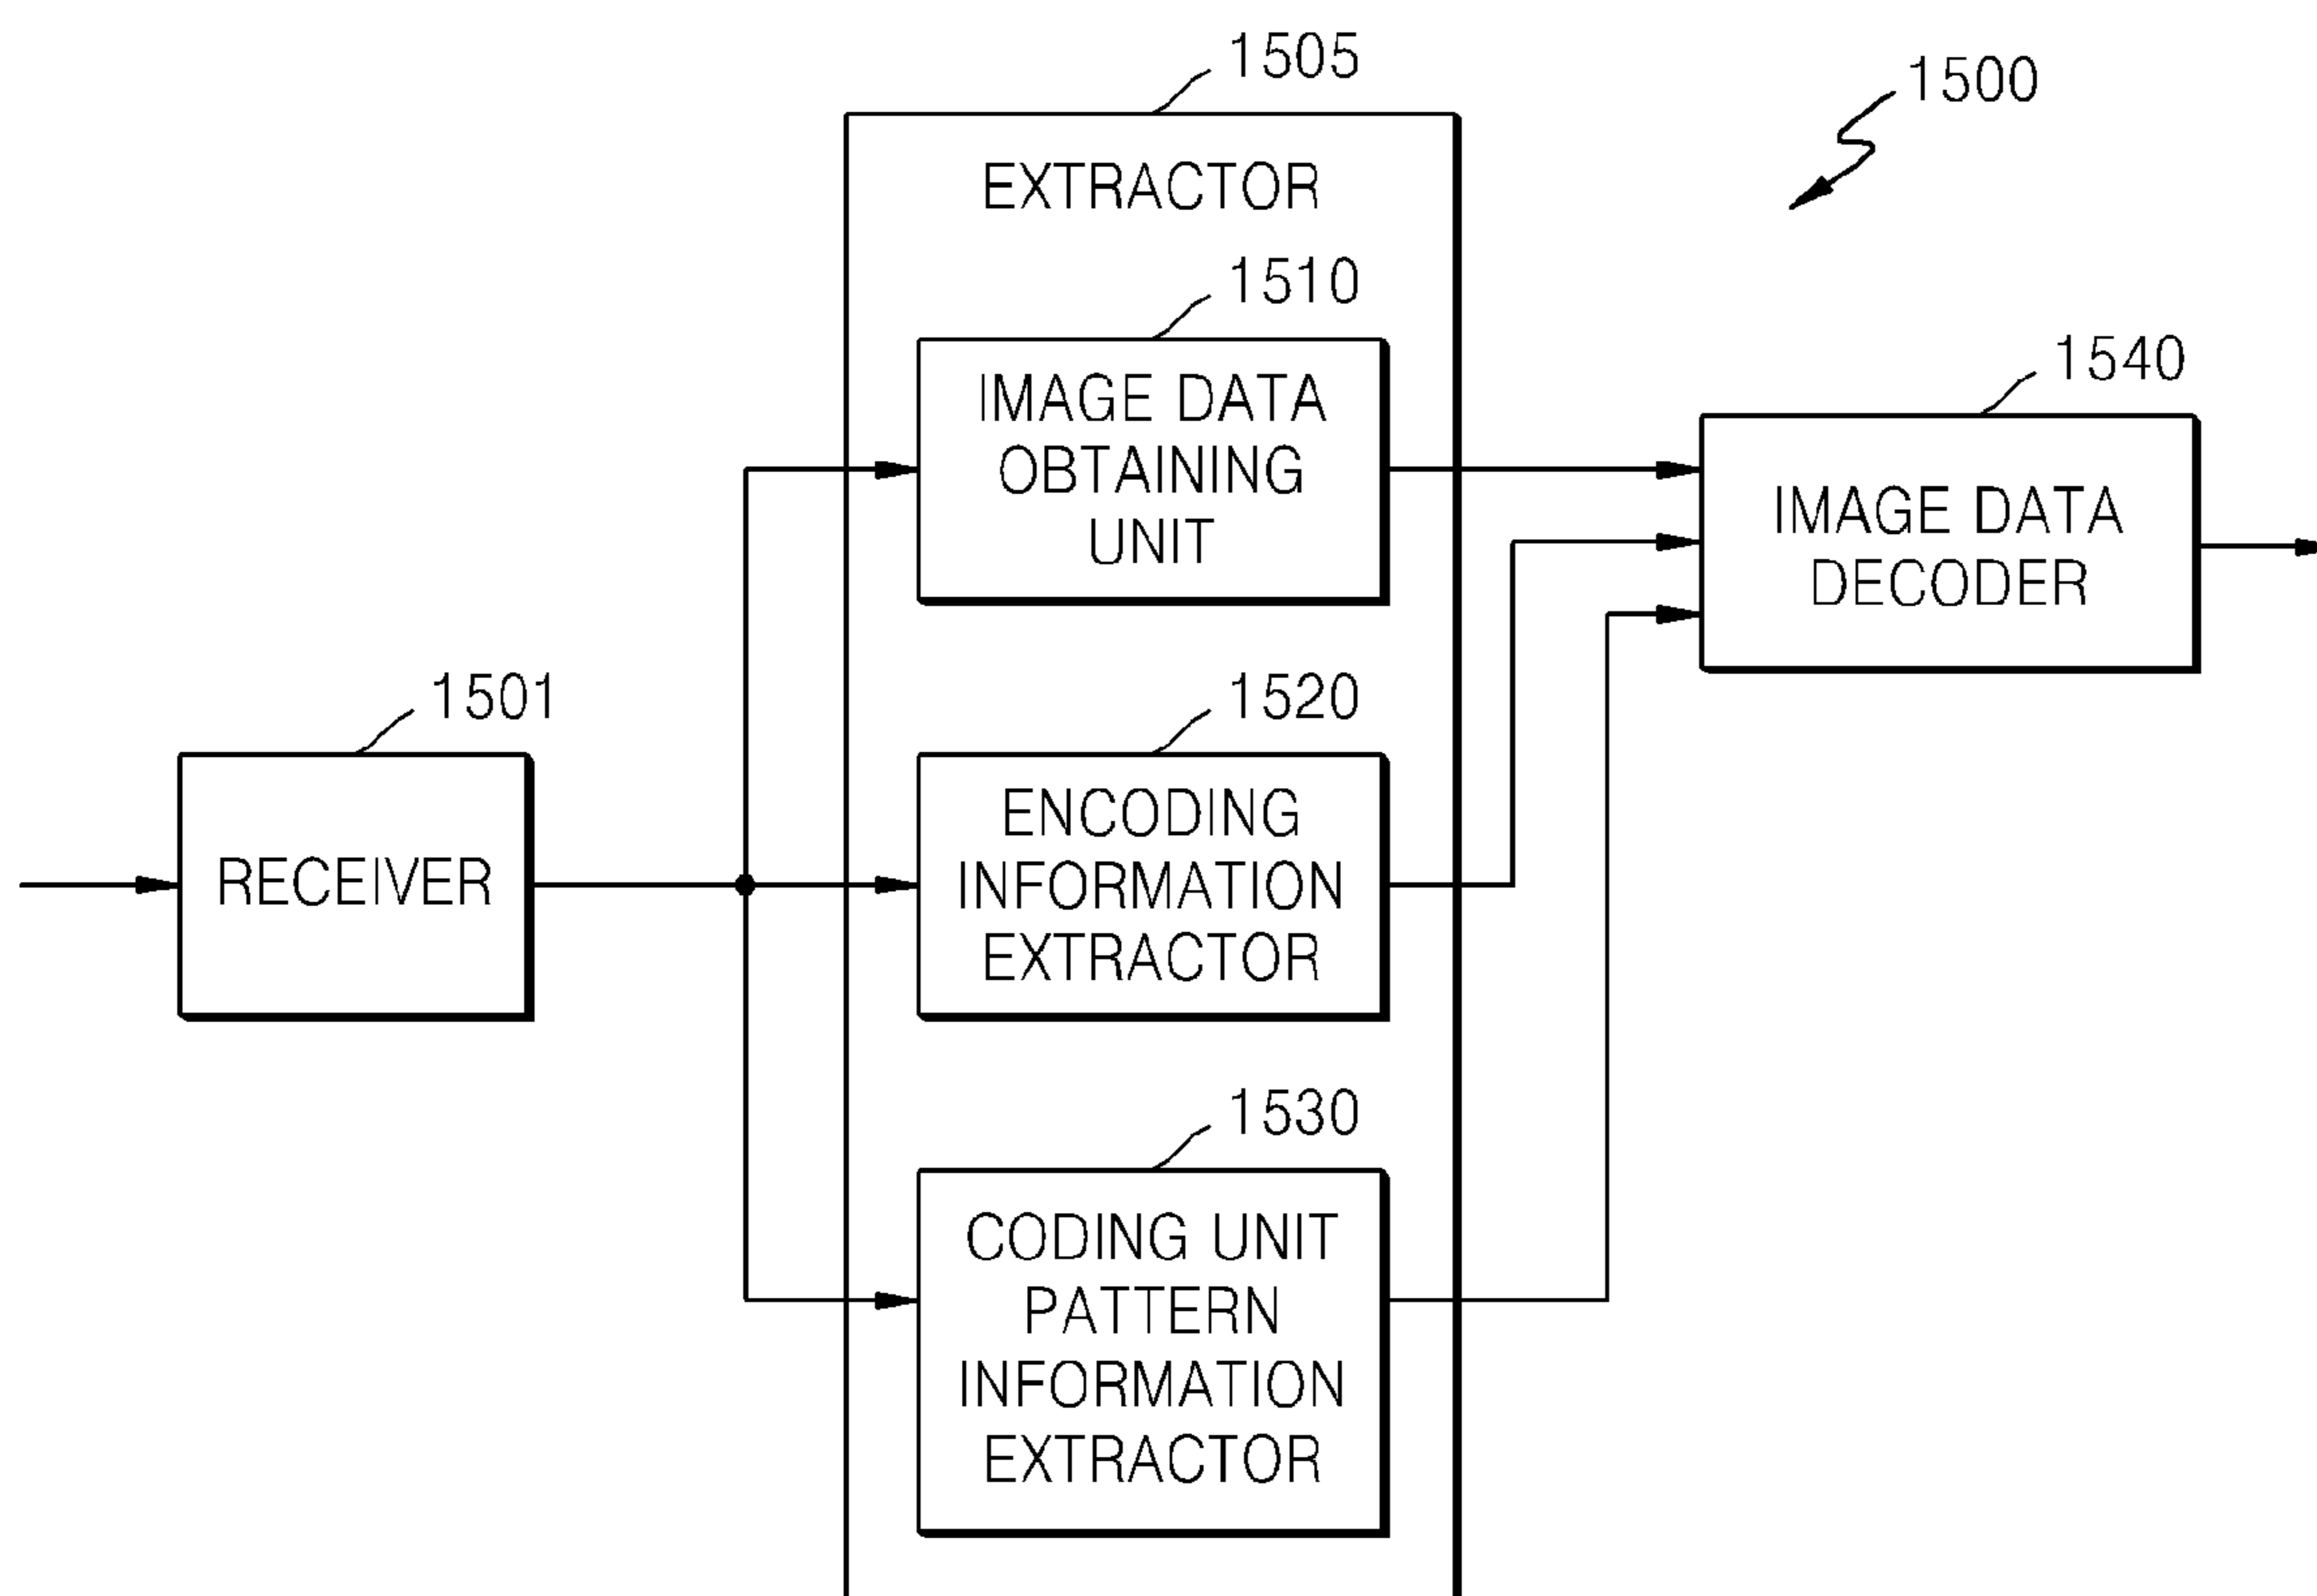 1505
1500
EXTRACTOR
1510
IMAGE DATA
OBTAINING
UNIT
1540
IMAGE DATA
DECODER
1501
RECEIVER
1520
ENCODING
INFORMATION
EXTRACTOR
1530
CODING UNIT
PATTERN
INFORMATION
EXTRACTOR